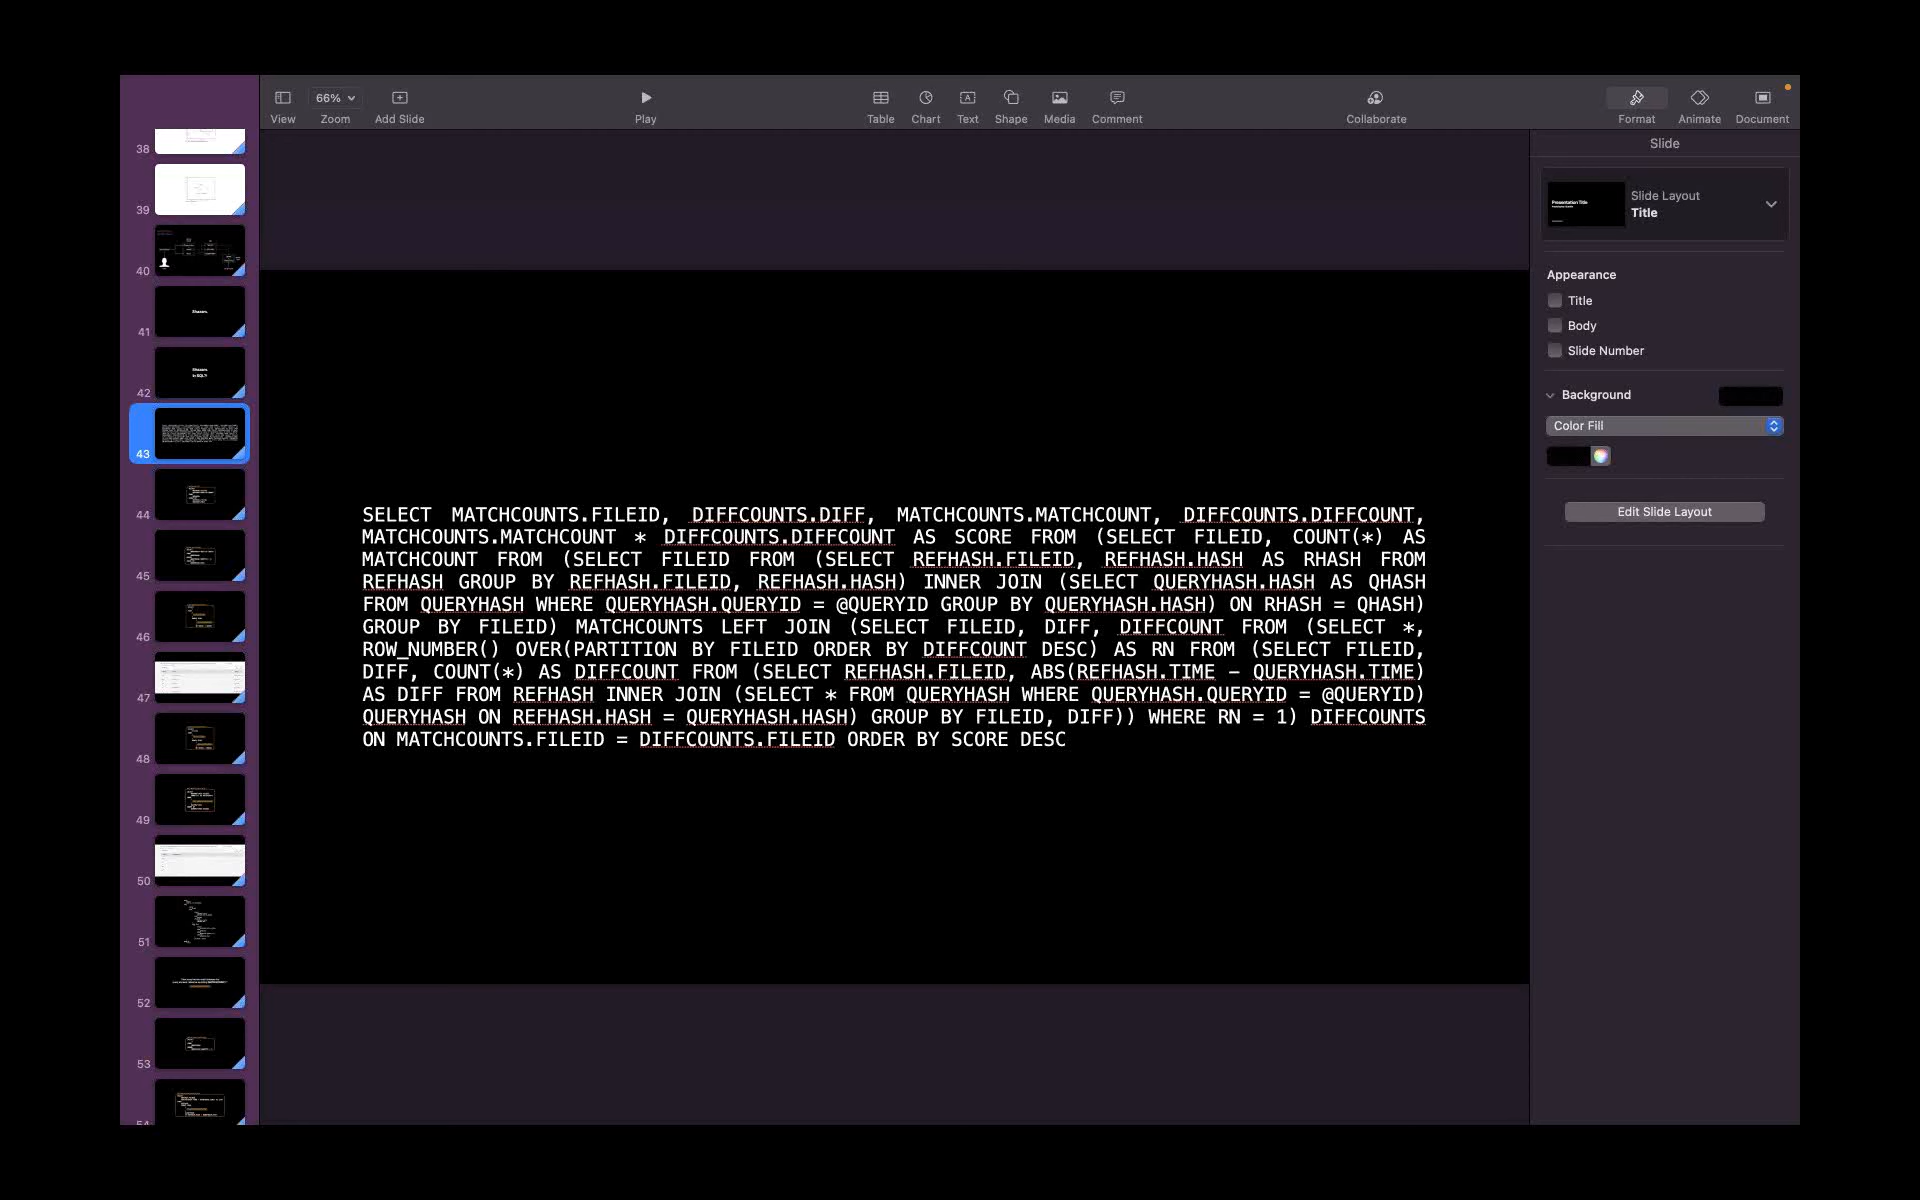 View
66%
Zoom
Add Slide
Play
Table
Chart
Text
Shape
Media
Comment
Collaborate
Format
Animate
Document
38
39
40
41
Shazam.
42
Shazam.
In SQL?!
43
44
45
46
47
48
49
50
51
52
53
54
SELECT MATCHCOUNTS.FILEID, DIFFCOUNTS.DIFF, MATCHCOUNTS.MATCHCOUNT, DIFFCOUNTS.DIFFCOUNT,
MATCHCOUNTS.MATCHCOUNT * DIFFCOUNTS.DIFFCOUNT AS SCORE FROM (SELECT FILEID, COUNT(*) AS
MATCHCOUNT FROM (SELECT FILEID FROM (SELECT REFHASH.FILEID, REFHASH.HASH AS RHASH FROM
REFHASH GROUP BY REFHASH.FILEID, REFHASH.HASH) INNER JOIN (SELECT QUERYHASH.HASH AS QHASH
FROM QUERYHASH WHERE QUERYHASH.QUERYID = @QUERYID GROUP BY QUERYHASH.HASH) ON RHASH = QHASH)
GROUP BY FILEID) MATCHCOUNTS LEFT JOIN (SELECT FILEID, DIFF, DIFFCOUNT FROM (SELECT *,
ROW_NUMBER() OVER(PARTITION BY FILEID ORDER BY DIFFCOUNT DESC) AS RN FROM (SELECT FILEID,
DIFF, COUNT(*) AS DIFFCOUNT FROM (SELECT REFHASH.FILEID, ABS(REFHASH.TIME - QUERYHASH.TIME)
AS DIFF FROM REFHASH INNER JOIN (SELECT * FROM QUERYHASH WHERE QUERYHASH.QUERYID = @QUERYID)
QUERYHASH ON REFHASH.HASH = QUERYHASH.HASH) GROUP BY FILEID, DIFF)) WHERE RN = 1) DIFFCOUNTS
ON MATCHCOUNTS.FILEID = DIFFCOUNTS.FILEID ORDER BY SCORE DESC
Slide
Presentation Title
Slide Layout
Title
Appearance
Title
Body
Slide Number
Background
Color Fill
Edit Slide Layout